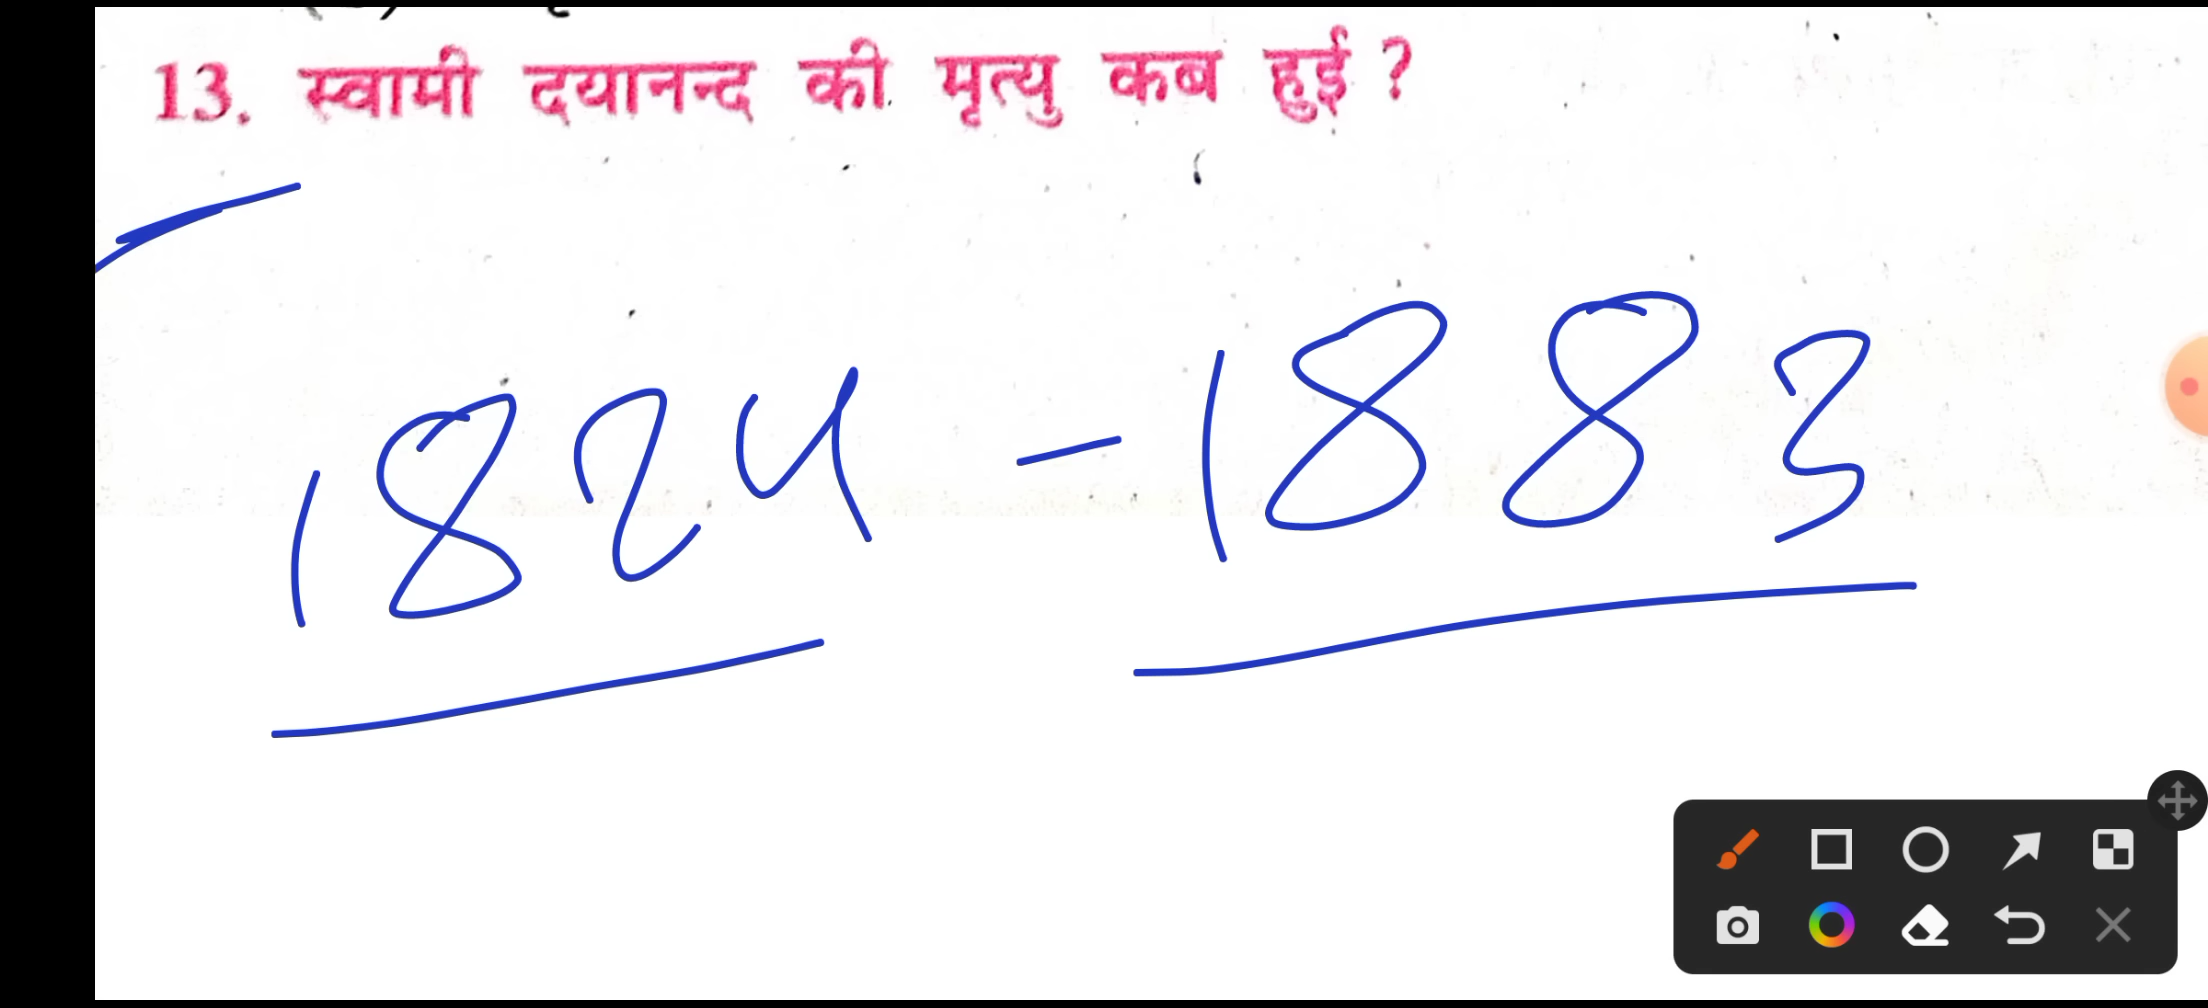 13. स्वामी दयानन्द की मृत्यु कब हुई ?
1824 - 1883